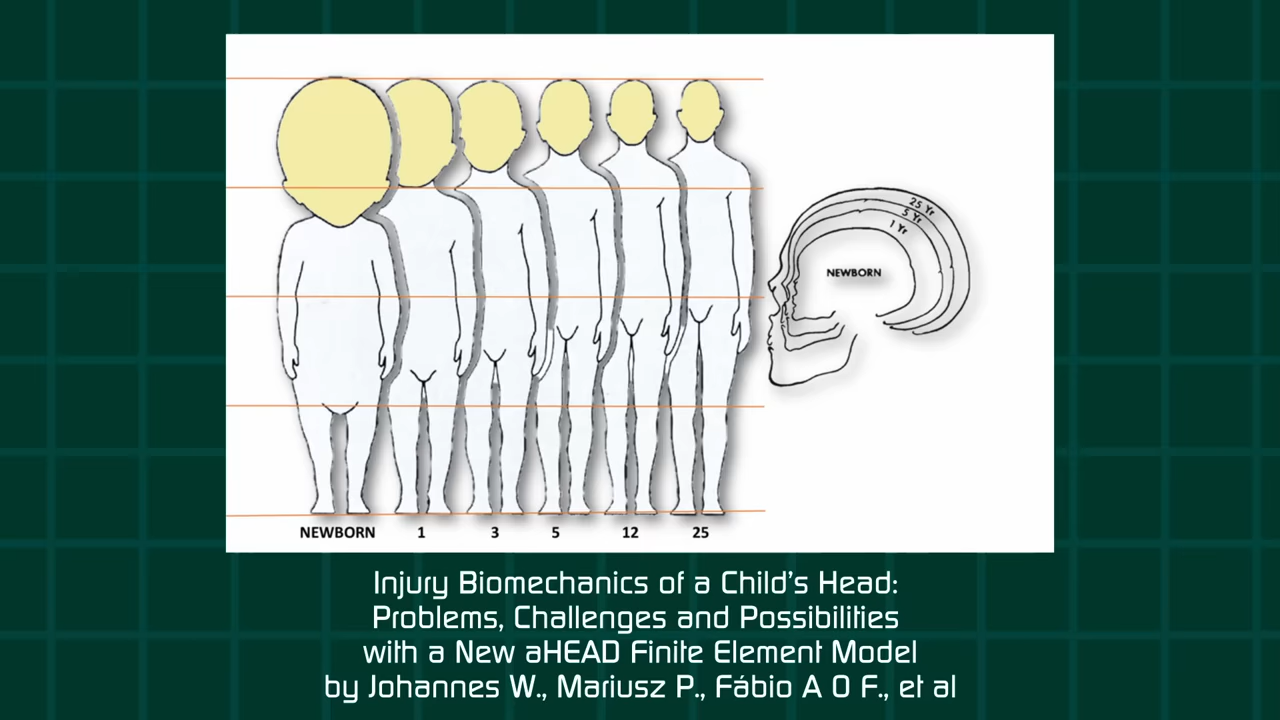 25 Yr
5 Yr
1 Yr
NEWBORN
NEWBORN 1 3 5 12 25
Injury Biomechanics of a Child's Head:
Problems, Challenges and Possibilities
with a New aHEAD Finite Element Model
by Johannes W., Mariusz P., Fábio A O F., et al